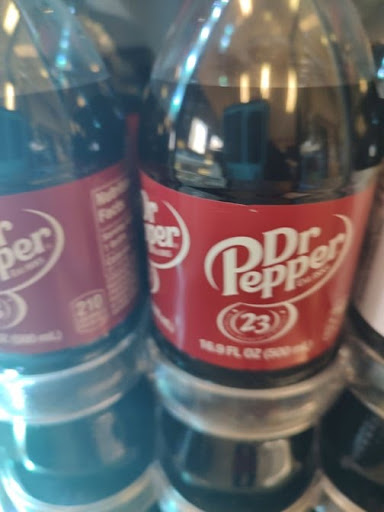 Dr
Pepper
23
16.9 FL OZ (500 mL)
Dr
Pepper
Nutrition
Facts
210